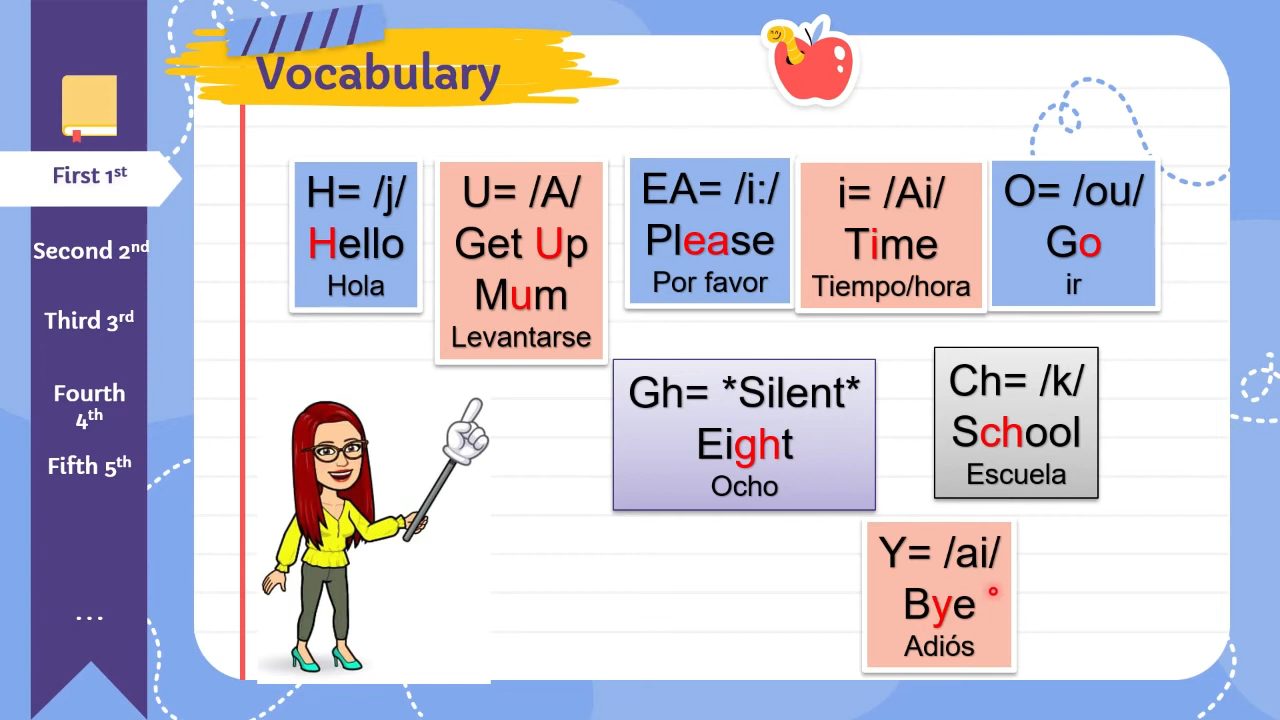 Vocabulary
First 1st
Second 2nd
Third 3rd
Fourth
4th
Fifth 5th
...
H= /j/
Hello
Hola
U= /A/
Get Up
Mum
Levantarse
EA= /i:/
Please
Por favor
i= /Ai/
Time
Tiempo/hora
O= /ou/
Go
ir
Gh= *Silent*
Eight
Ocho
Ch= /k/
School
Escuela
Y= /ai/
Bye
Adiós